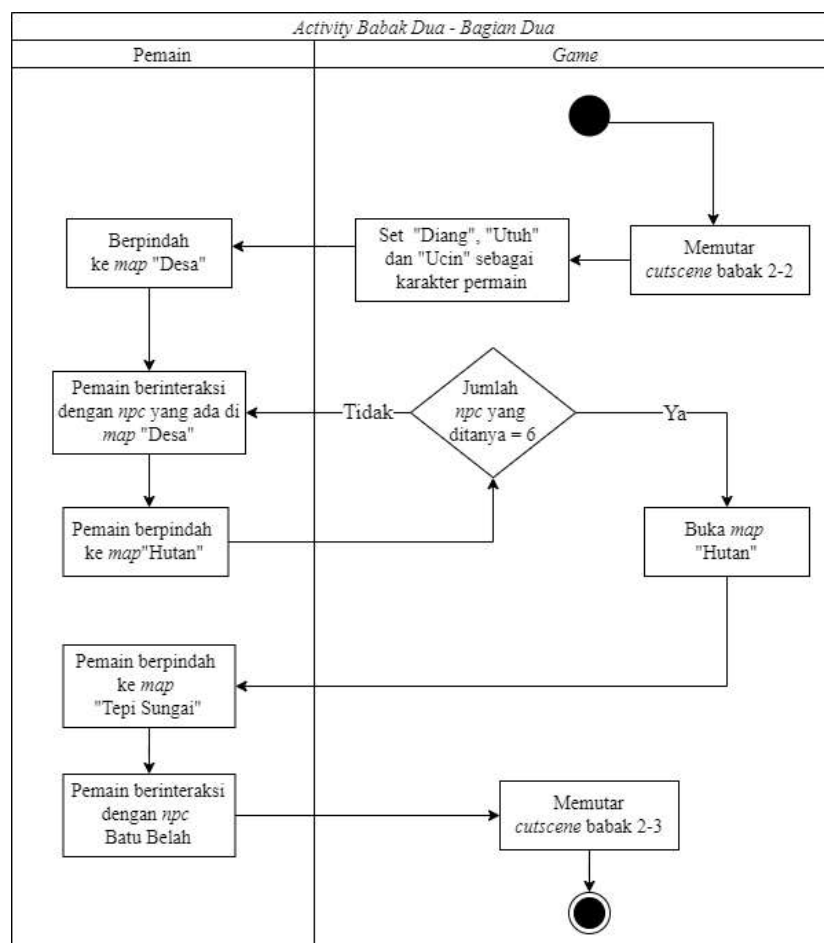 Activity Babak Dua - Bagian Dua
Pemain
Game
Memutar
cutscene babak 2-2
Set "Diang", "Utuh"
dan "Ucin" sebagai
karakter permain
Berpindah
ke map "Desa"
Pemain berinteraksi
dengan npc yang ada di
map "Desa"
Tidak
Jumlah
npc yang
ditanya = 6
Ya
Pemain berpindah
ke map"Hutan"
Buka map
"Hutan"
Pemain berpindah
ke map
"Tepi Sungai"
Pemain berinteraksi
dengan npc
Batu Belah
Memutar
cutscene babak 2-3